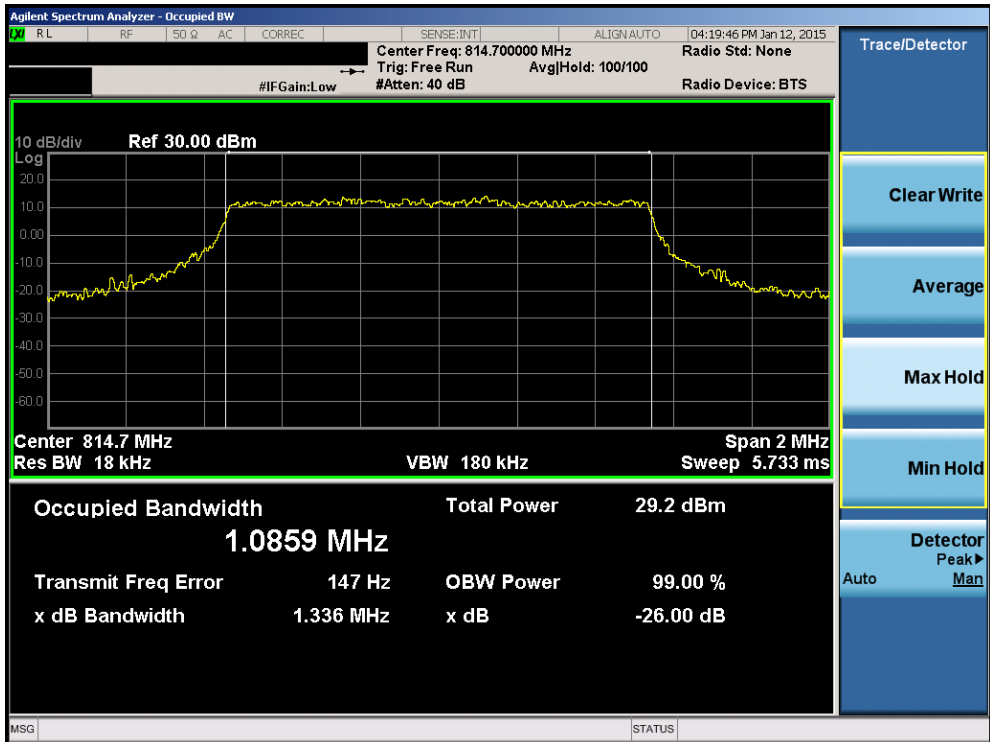 Agilent Spectrum Analyzer - Occupied BW
LXI RL RF 50 Ω AC CORREC SENSE:INT ALIGN AUTO 04:19:46 PM Jan 12, 2015
Center Freq: 814.700000 MHz Radio Std: None
Trig: Free Run Avg|Hold: 100/100
#IFGain:Low #Atten: 40 dB Radio Device: BTS
10 dB/div Ref 30.00 dBm
Log
20.0
10.0
0.00
-10.0
-20.0
-30.0
-40.0
-50.0
-60.0
Center 814.7 MHz Span 2 MHz
Res BW 18 kHz VBW 180 kHz Sweep 5.733 ms
Occupied Bandwidth Total Power 29.2 dBm
1.0859 MHz
Transmit Freq Error 147 Hz OBW Power 99.00 %
x dB Bandwidth 1.336 MHz x dB -26.00 dB
MSG STATUS
Trace/Detector
Clear Write
Average
Max Hold
Min Hold
Detector
Peak▶
Auto Man